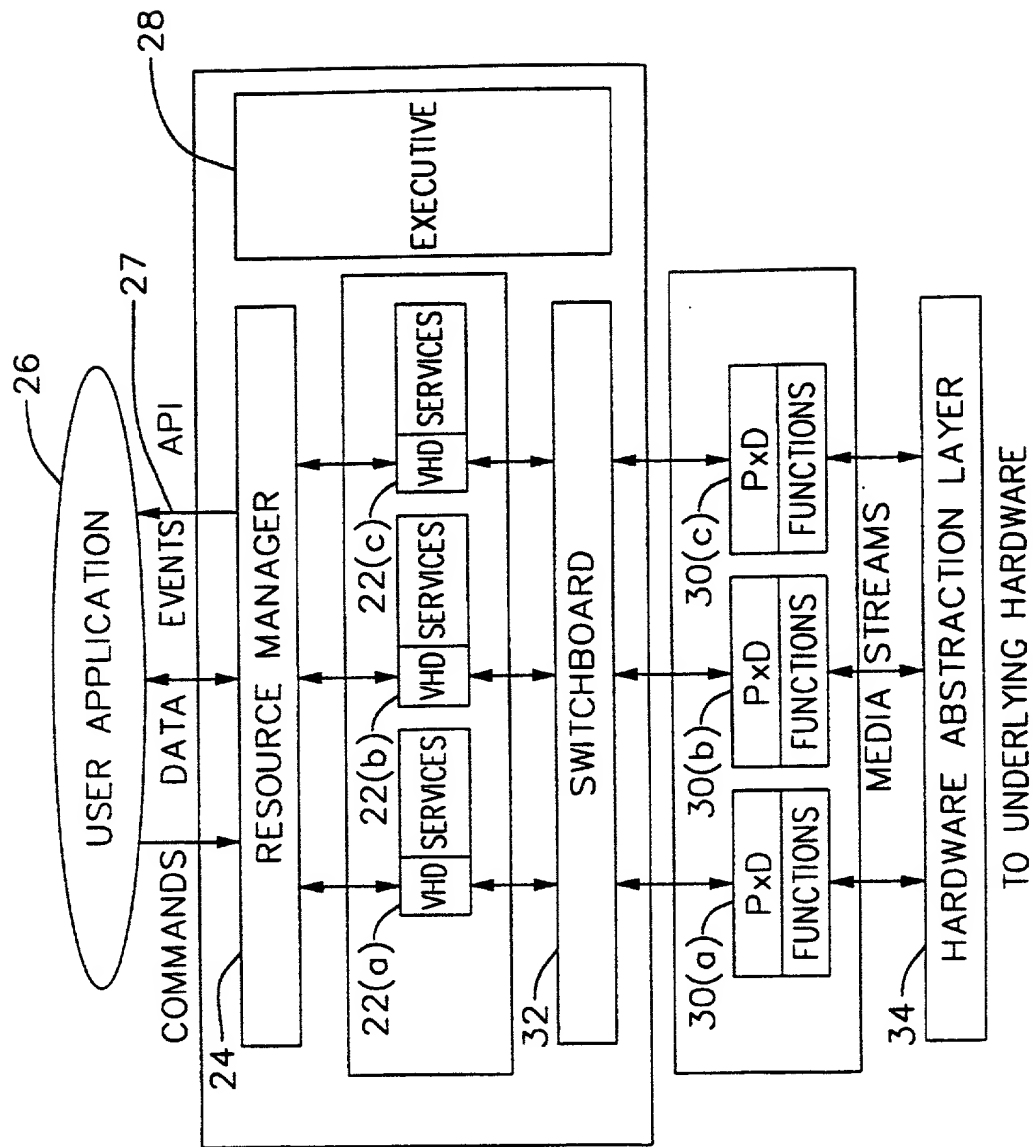 26
USER APPLICATION
27
28
COMMANDS
DATA
EVENTS
API
24
RESOURCE MANAGER
EXECUTIVE
22(a)
22(b)
22(c)
VHD
SERVICES
VHD
SERVICES
VHD
SERVICES
32
SWITCHBOARD
30(a)
30(b)
30(c)
PxD
FUNCTIONS
PxD
FUNCTIONS
PxD
FUNCTIONS
MEDIA STREAMS
34
HARDWARE ABSTRACTION LAYER
TO UNDERLYING HARDWARE